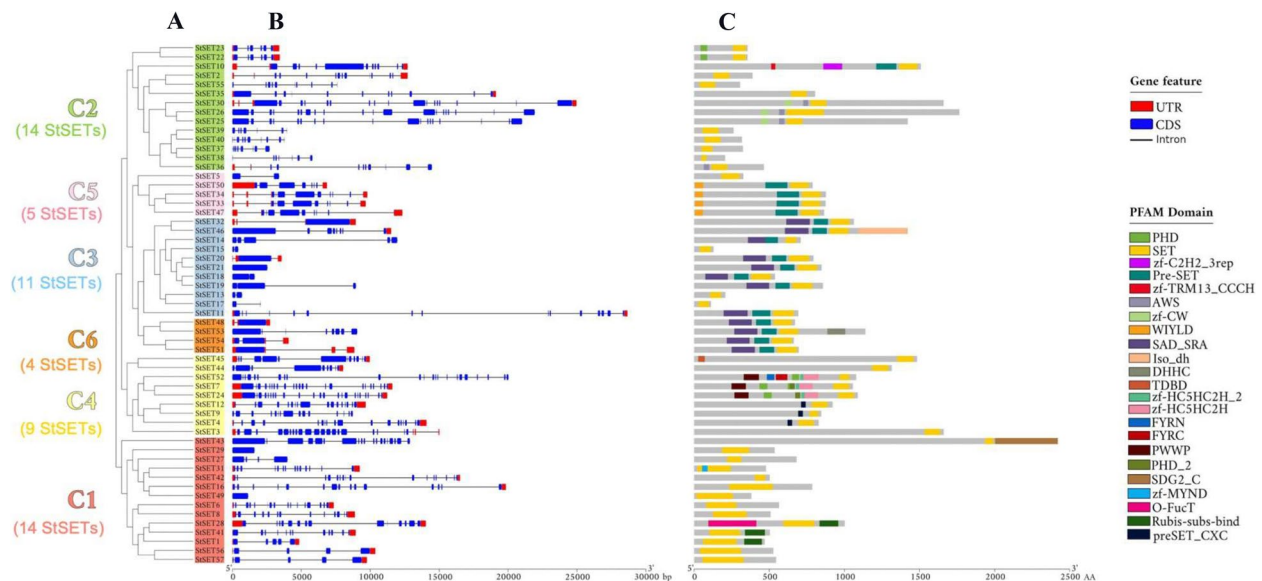 A
B
C
C2
(14 StSETs)
C5
(5 StSETs)
C3
(11 StSETs)
C6
(4 StSETs)
C4
(9 StSETs)
C1
(14 StSETs)
StSET23
StSET22
StSET10
StSET2
StSET55
StSET35
StSET30
StSET26
StSET25
StSET39
StSET40
StSET37
StSET38
StSET36
StSET5
StSET50
StSET34
StSET33
StSET47
StSET32
StSET46
StSET14
StSET15
StSET20
StSET21
StSET18
StSET19
StSET13
StSET17
StSET11
StSET48
StSET53
StSET54
StSET51
StSET45
StSET44
StSET52
StSET7
StSET24
StSET12
StSET9
StSET4
StSET3
StSET43
StSET29
StSET27
StSET31
StSET42
StSET16
StSET49
StSET6
StSET8
StSET28
StSET41
StSET1
StSET56
StSET57
5' 3'
0 5000 10000 15000 20000 25000 30000 bp
5' 3'
0 500 1000 1500 2000 2500 AA
Gene feature
UTR
CDS
Intron
PFAM Domain
PHD
SET
zf-C2H2_3rep
Pre-SET
zf-TRM13_CCCH
AWS
zf-CW
WIYLD
SAD_SRA
Iso_dh
DHHC
TDBD
zf-HC5HC2H_2
zf-HC5HC2H
FYRN
FYRC
PWWP
PHD_2
SDG2_C
zf-MYND
O-FucT
Rubis-subs-bind
preSET_CXC